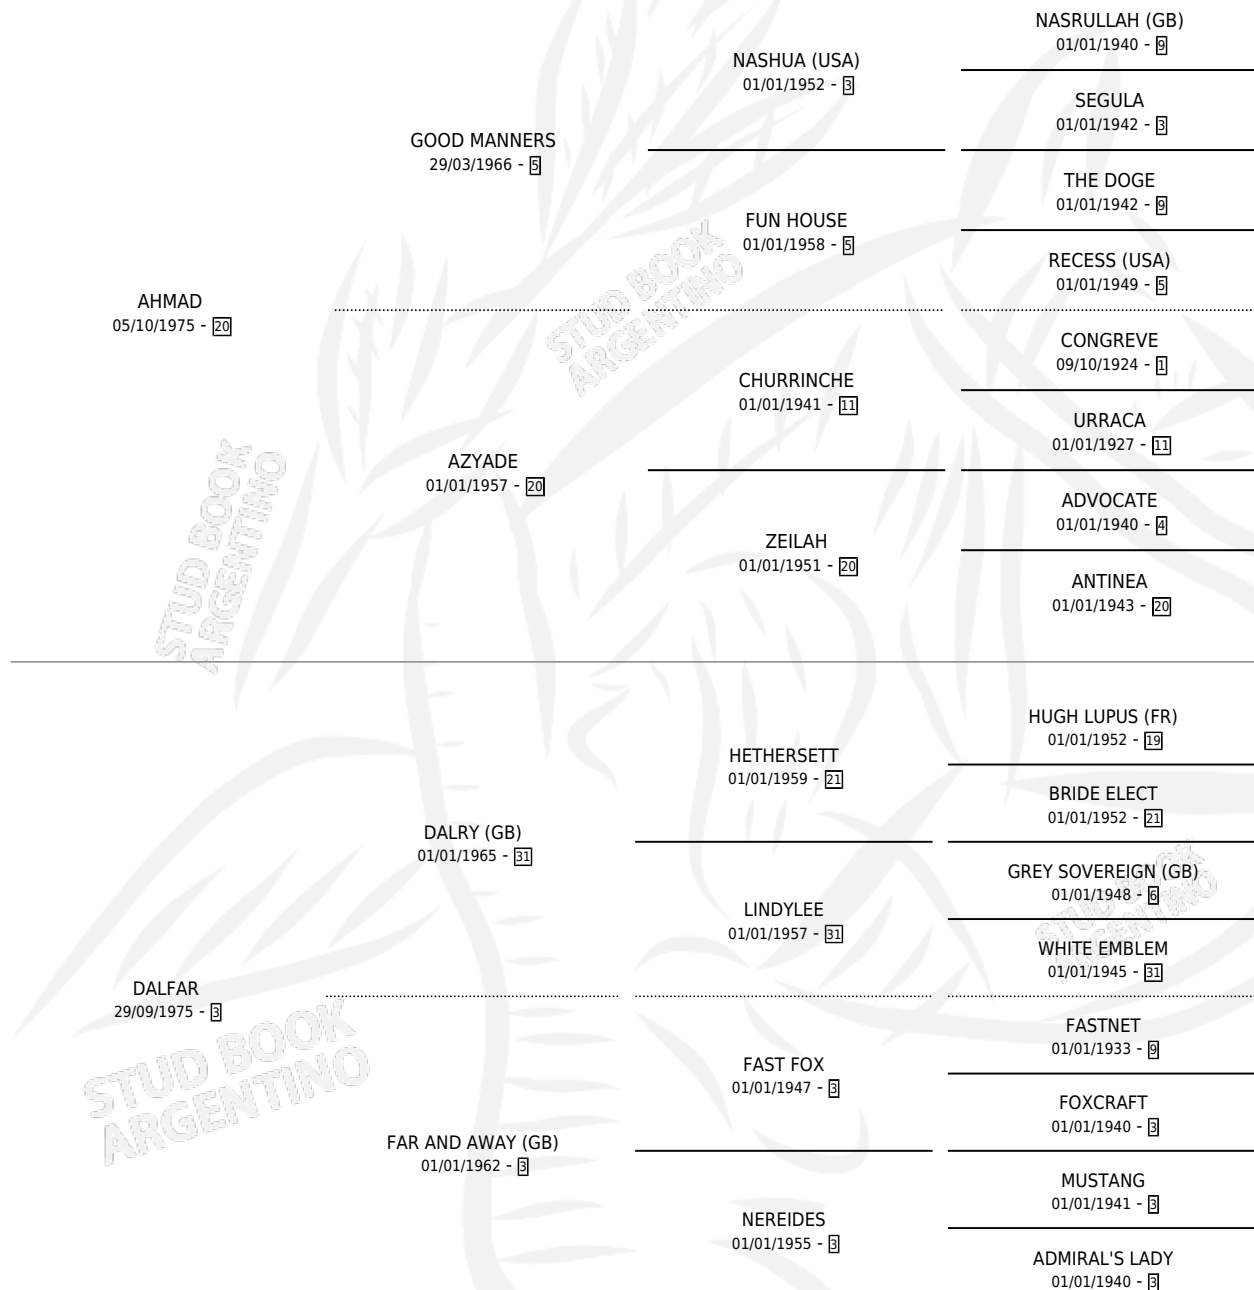 NASRULLAH (GB)
01/01/1940 - 9
NASHUA (USA)
01/01/1952 - 3
SEGULA
01/01/1942 - 3
GOOD MANNERS
29/03/1966 - 5
THE DOGE
01/01/1942 - 9
FUN HOUSE
01/01/1958 - 5
RECESS (USA)
01/01/1949 - 5
AHMAD
05/10/1975 - 20
CONGREVE
09/10/1924 - 1
CHURRINCHE
01/01/1941 - 11
URRACA
01/01/1927 - 11
AZYADE
01/01/1957 - 20
ADVOCATE
01/01/1940 - 4
ZEILAH
01/01/1951 - 20
ANTINEA
01/01/1943 - 20
HUGH LUPUS (FR)
01/01/1952 - 19
HETHERSETT
01/01/1959 - 21
BRIDE ELECT
01/01/1952 - 21
DALRY (GB)
01/01/1965 - 31
GREY SOVEREIGN (GB)
01/01/1948 - 6
LINDYLEE
01/01/1957 - 31
WHITE EMBLEM
01/01/1945 - 31
DALFAR
29/09/1975 - 3
FASTNET
01/01/1933 - 9
FAST FOX
01/01/1947 - 3
FOXCRAFT
01/01/1940 - 3
FAR AND AWAY (GB)
01/01/1962 - 3
MUSTANG
01/01/1941 - 3
NEREIDES
01/01/1955 - 3
ADMIRAL'S LADY
01/01/1940 - 3
STUD BOOK
ARGENTINO
STUD BOOK
ARGENTINO
STUD BOOK
ARGENTINO
STUD BOOK
ARGENTINO